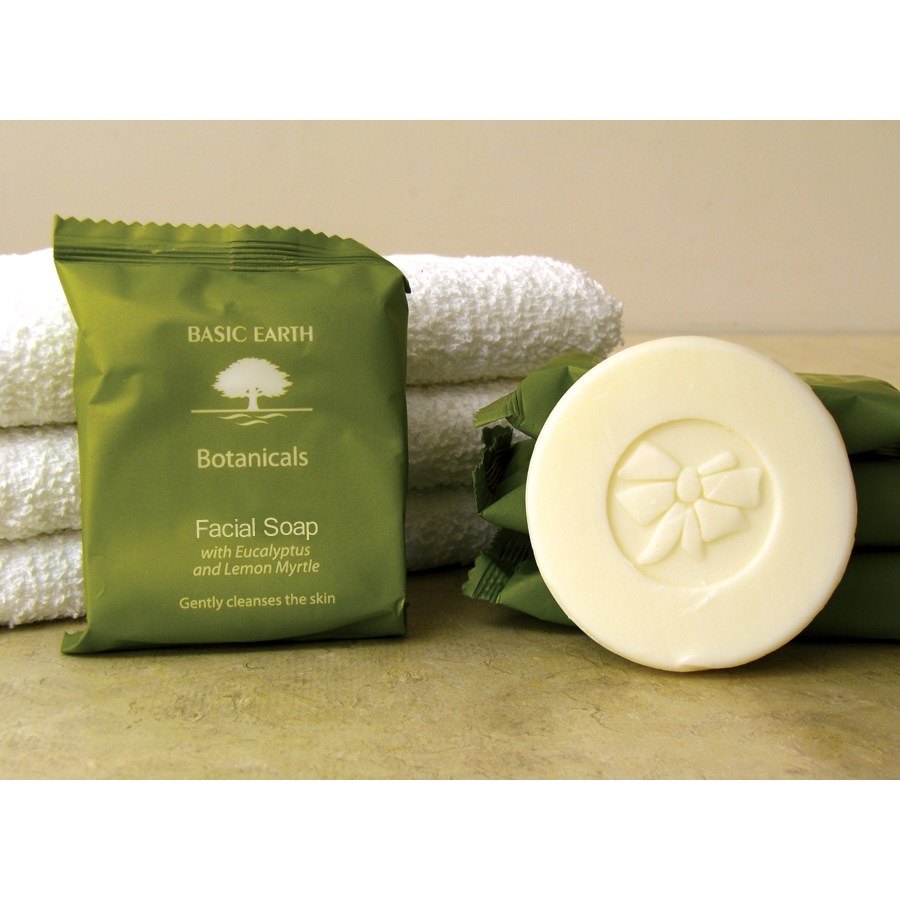 BASIC EARTH
Botanicals
Facial Soap
with Eucalyptus
and Lemon Myrtle
Gently cleanses the skin